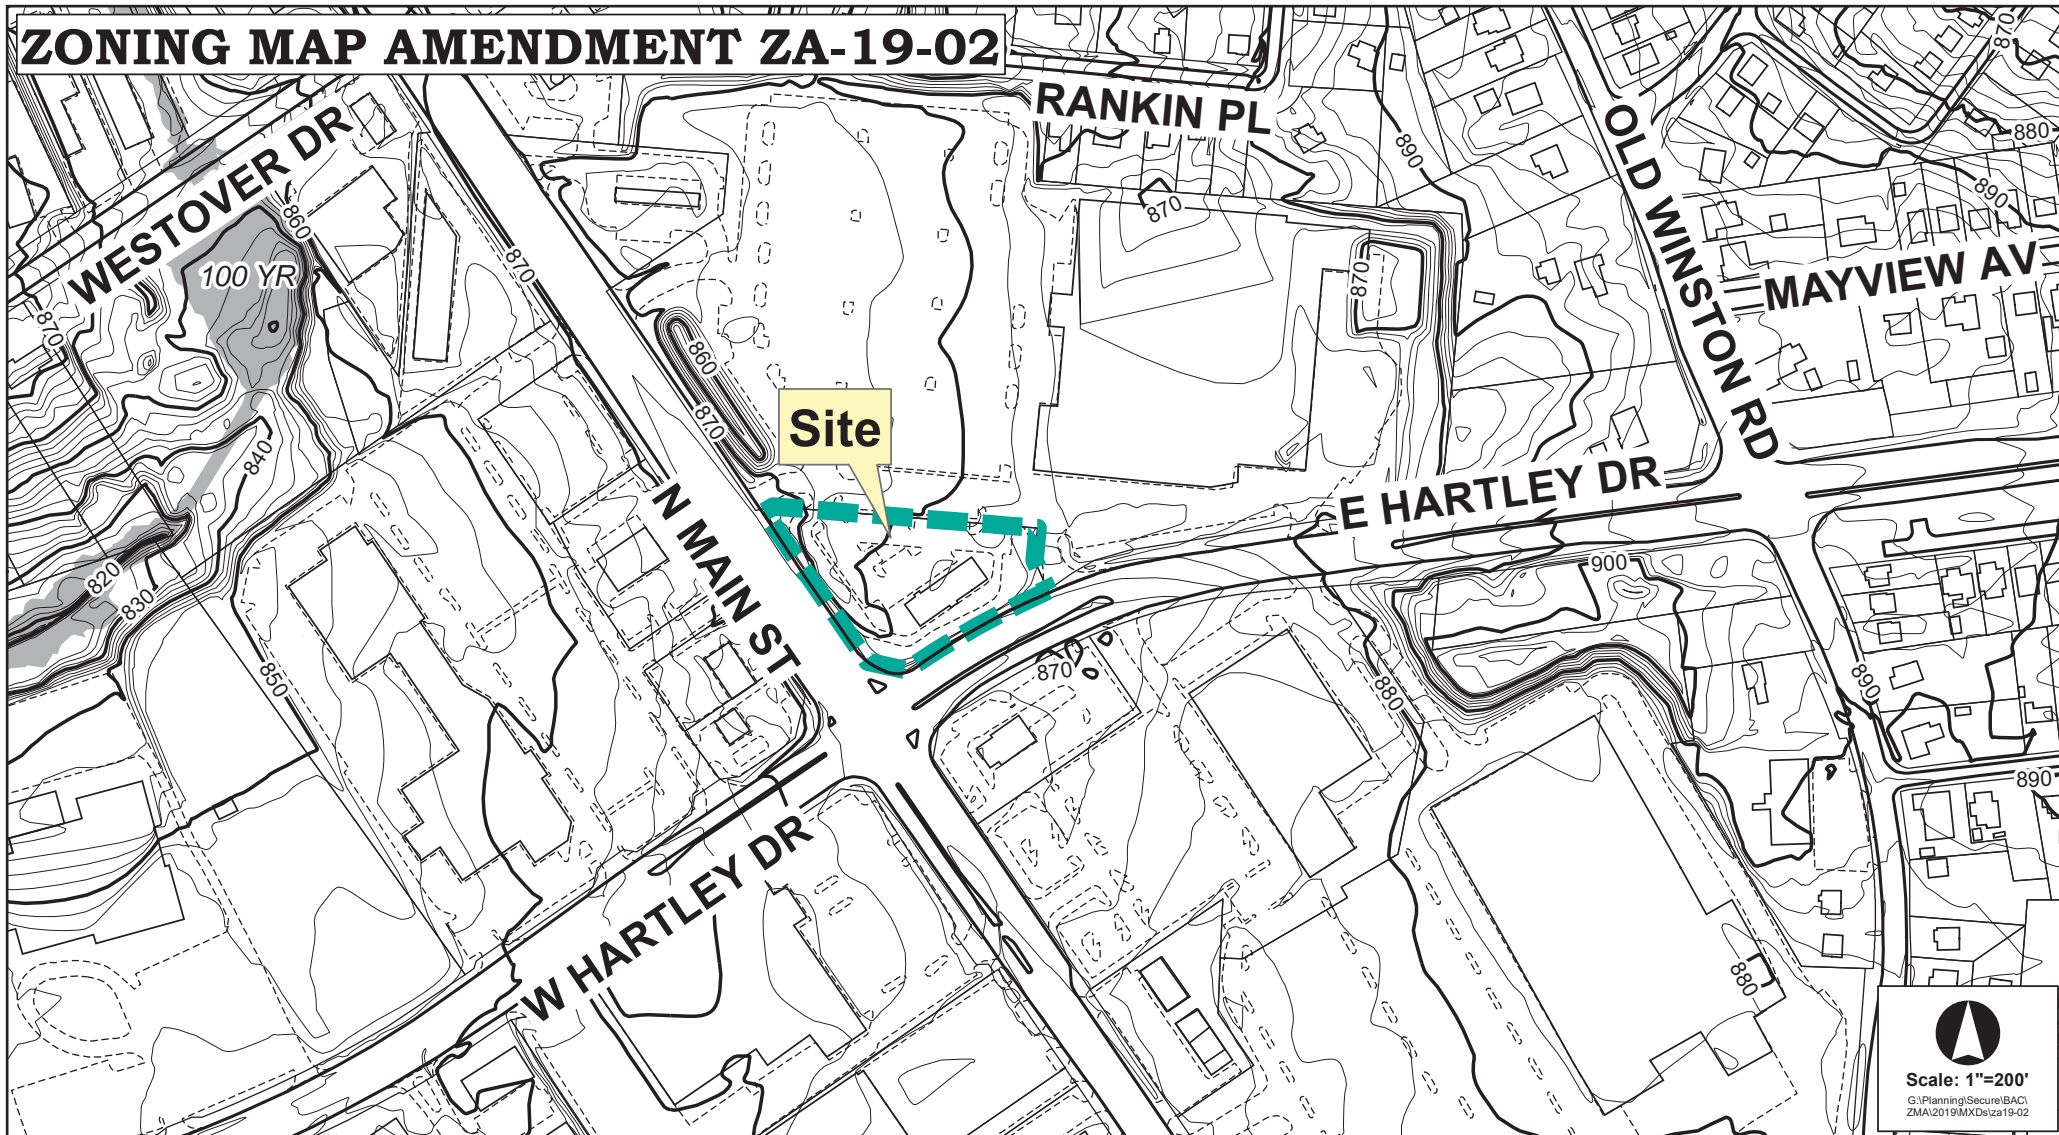 ZONING MAP AMENDMENT ZA-19-02
870
RANKIN PL
WESTOVER DR
OLD WINSTON RD
880
890
860
870
890
100 YR
870
870
MAYVIEW AV
870
860
870
Site
840
E HARTLEY DR
N MAIN ST
820
830
900
850
870
880
890
890
W HARTLEY DR
880
Scale: 1"=200'
G:\Planning\Secure\BAC\
ZMA\2019\MXDs\za19-02